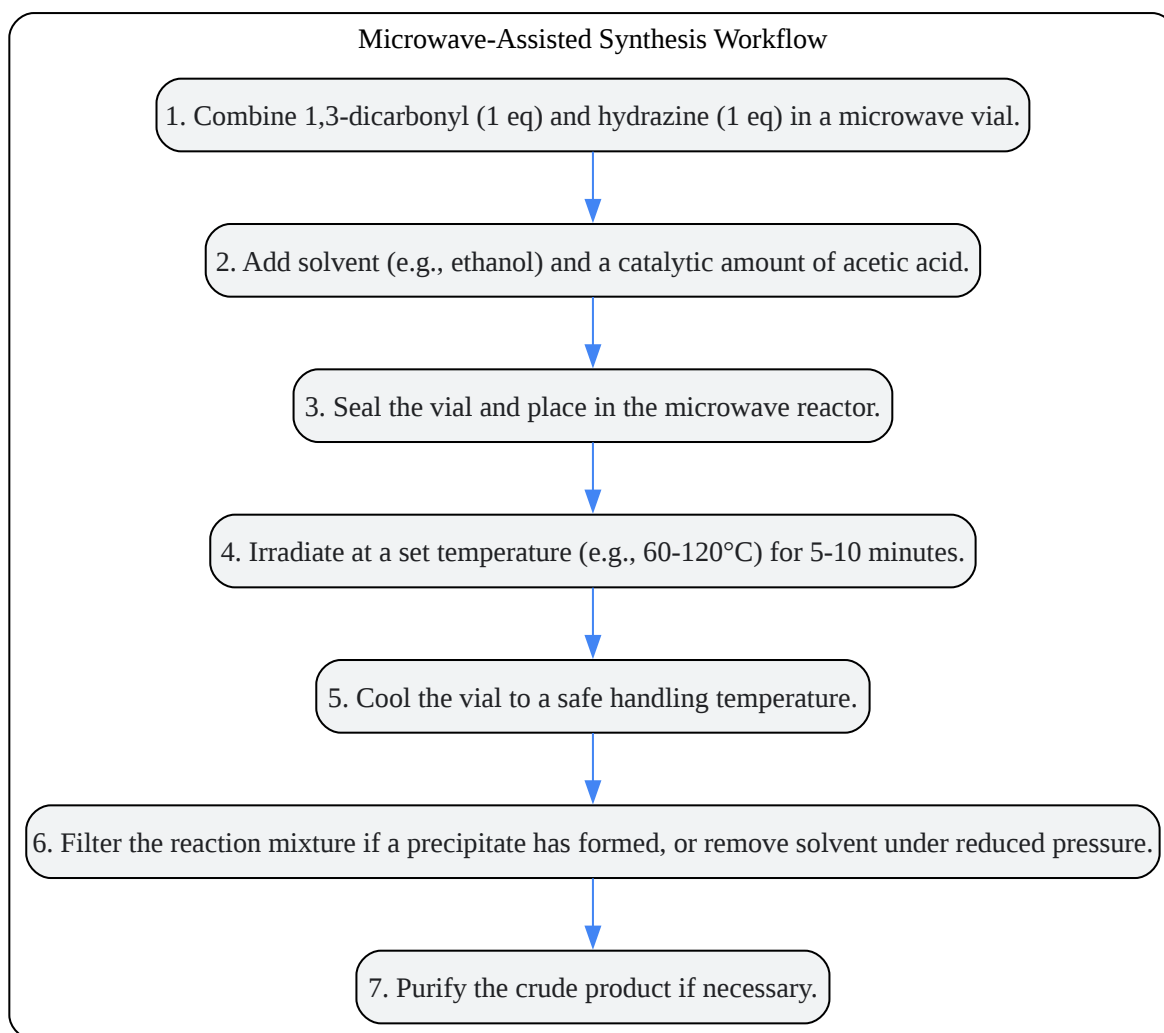 Microwave-Assisted Synthesis Workflow
1. Combine 1,3-dicarbonyl (1 eq) and hydrazine (1 eq) in a microwave vial.
2. Add solvent (e.g., ethanol) and a catalytic amount of acetic acid.
3. Seal the vial and place in the microwave reactor.
4. Irradiate at a set temperature (e.g., 60-120°C) for 5-10 minutes.
5. Cool the vial to a safe handling temperature.
6. Filter the reaction mixture if a precipitate has formed, or remove solvent under reduced pressure.
7. Purify the crude product if necessary.